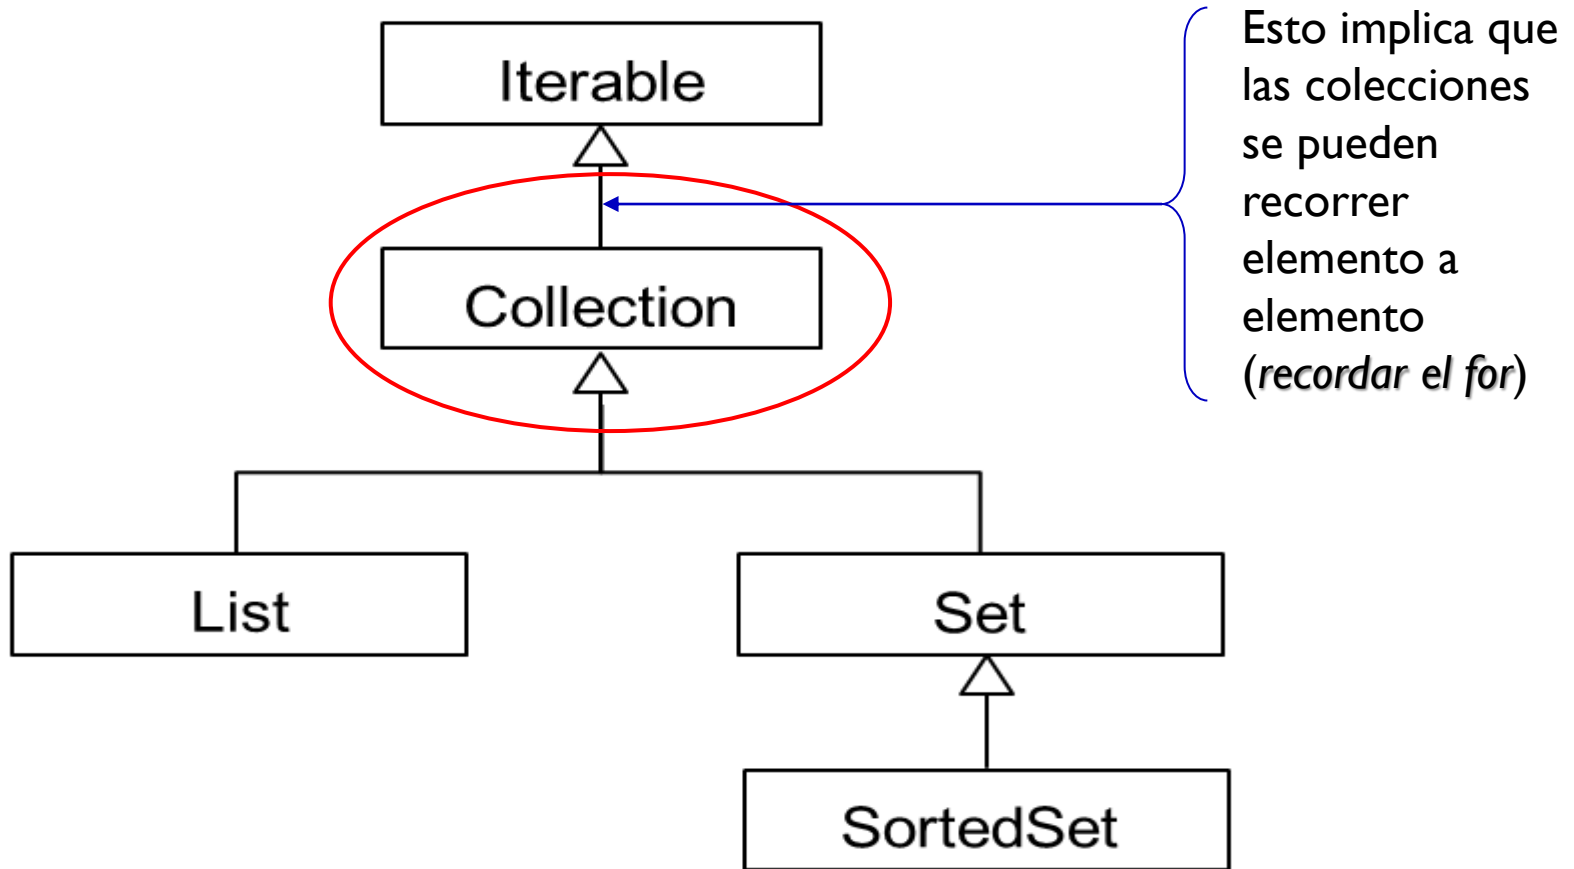 Iterable
Collection
List
Set
SortedSet
Esto implica que
las colecciones
se pueden
recorrer
elemento a
elemento
(recordar el for)